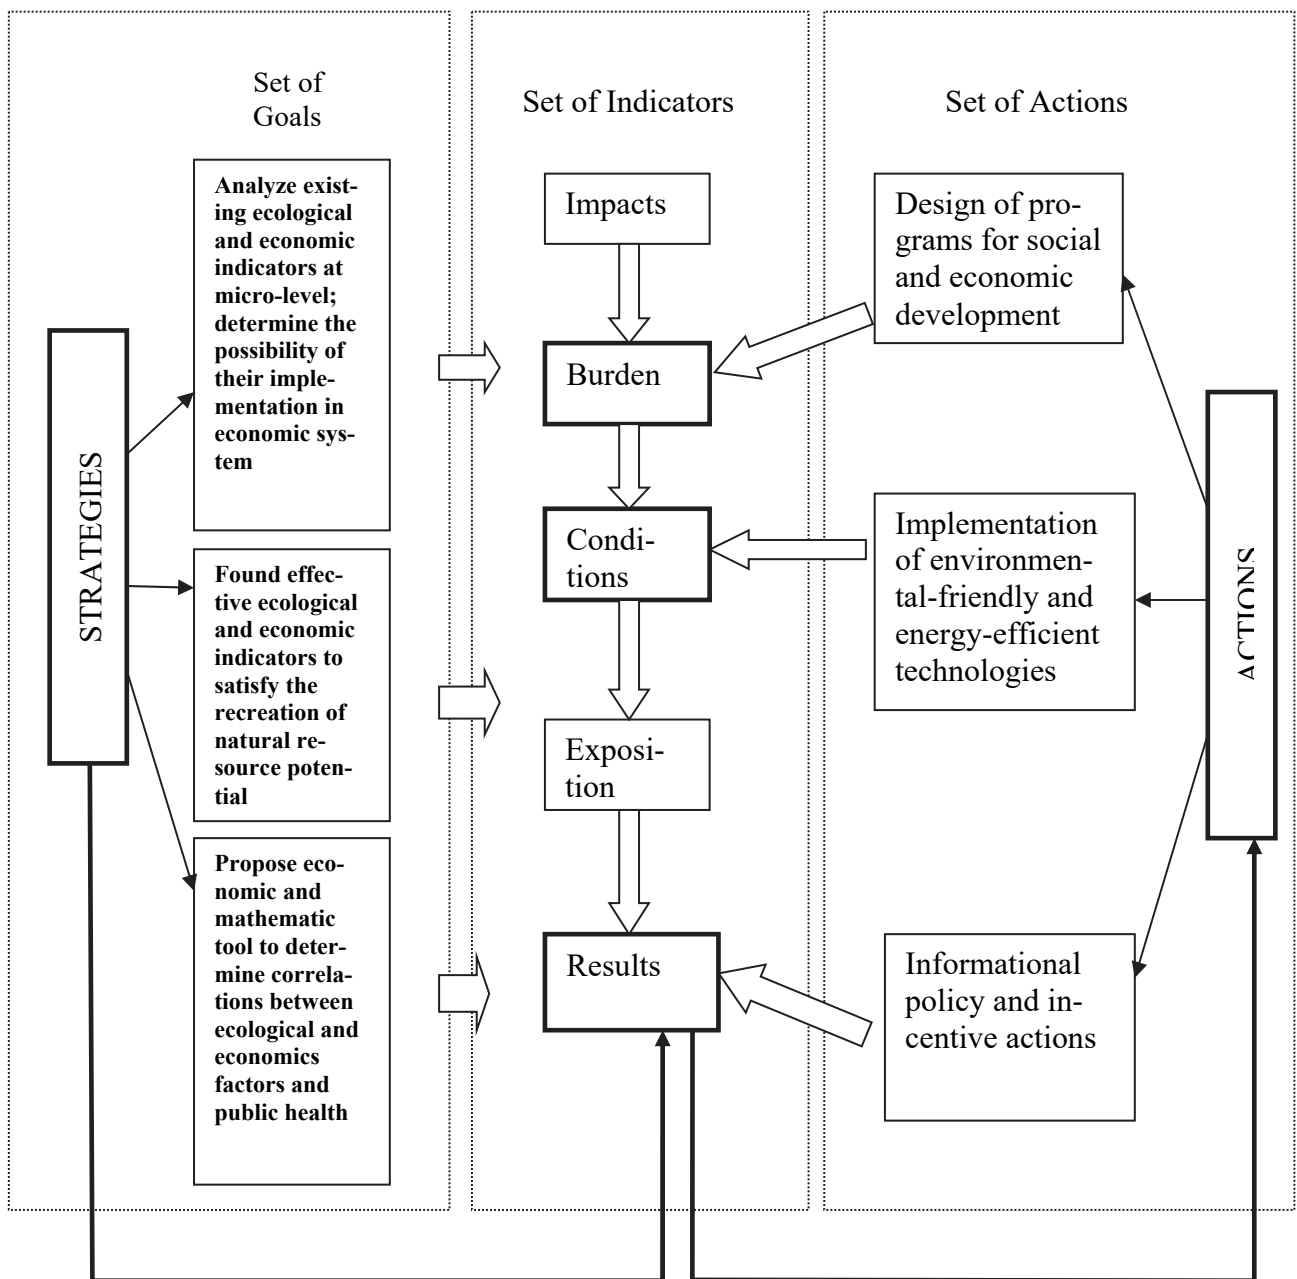 Set of
Goals
Analyze exist-
ing ecological
and economic
indicators at
micro-level;
determine the
possibility of
their imple-
mentation in
economic sys-
tem
STRATEGIES
Found effec-
tive ecological
and economic
indicators to
satisfy the
recreation of
natural re-
source poten-
tial
Propose eco-
nomic and
mathematic
tool to deter-
mine correla-
tions between
ecological and
economics
factors and
public health
Set of Indicators
Impacts
Burden
Condi-
tions
Exposi-
tion
Results
Set of Actions
Design of pro-
grams for social
and economic
development
Implementation
of environmen-
tal-friendly and
energy-efficient
technologies
Informational
policy and in-
centive actions
ACTIONS